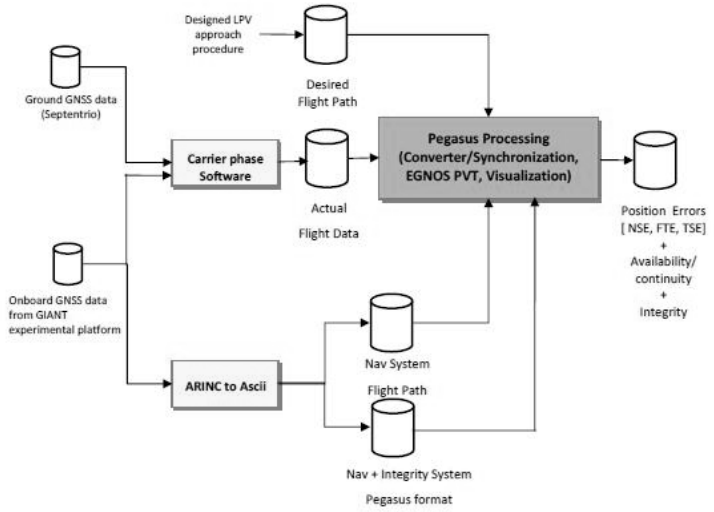 Designed LPV
approach
procedure
Desired
Flight Path
Ground GNSS data
(Septentrio)
Carrier phase
Software
Actual
Flight Data
Pegasus Processing
(Converter/Synchronization,
EGNOS PVT, Visualization)
Position Errors
[ NSE, FTE, TSE]
+
Availability/
continuity
+
Integrity
Onboard GNSS data
from GIANT
experimental platform
ARINC to Ascii
Nav System
Flight Path
Nav + Integrity System
Pegasus format